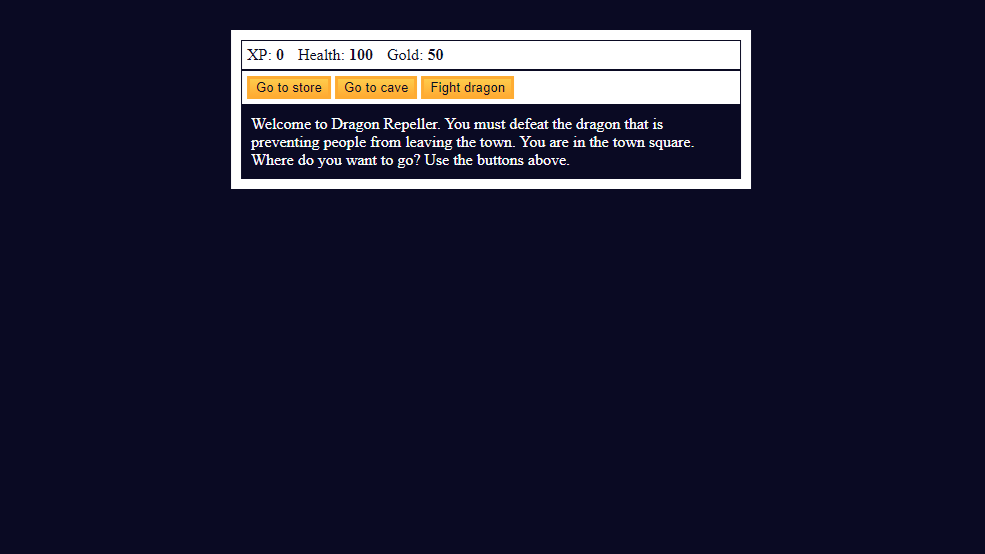 XP: 0 Health: 100 Gold: 50
Go to store Go to cave Fight dragon
Welcome to Dragon Repeller. You must defeat the dragon that is
preventing people from leaving the town. You are in the town square.
Where do you want to go? Use the buttons above.